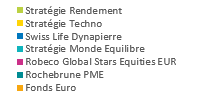 Stratégie Rendement
Stratégie Techno
Swiss Life Dynapierre
Stratégie Monde Equilibre
Robeco Global Stars Equities EUR
Rochebrune PME
Fonds Euro